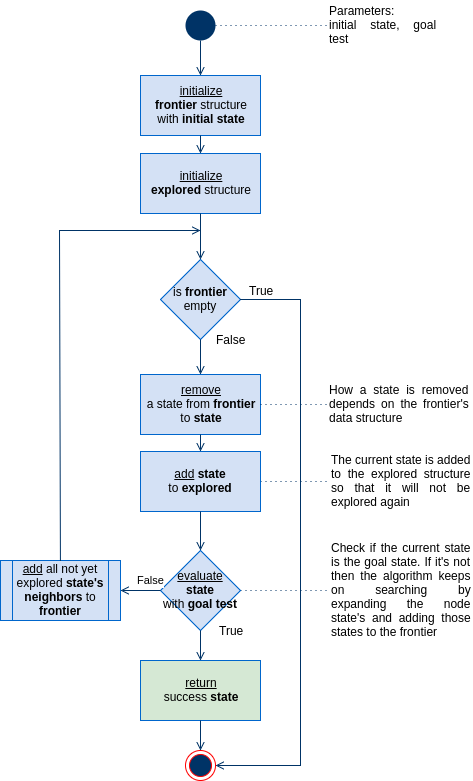 Parameters:
initial state, goal
test
initialize
frontier structure
with initial state
initialize
explored structure
is frontier
empty
True
False
remove
a state from frontier
to state
How a state is removed
depends on the frontier's
data structure
add state
to explored
The current state is added
to the explored structure
so that it will not be
explored again
add all not yet
explored state's
neighbors to
frontier
False
evaluate
state
with goal test
True
Check if the current state
is the goal state. If it's not
then the algorithm keeps
on searching by
expanding the node
state's and adding those
states to the frontier
return
success state